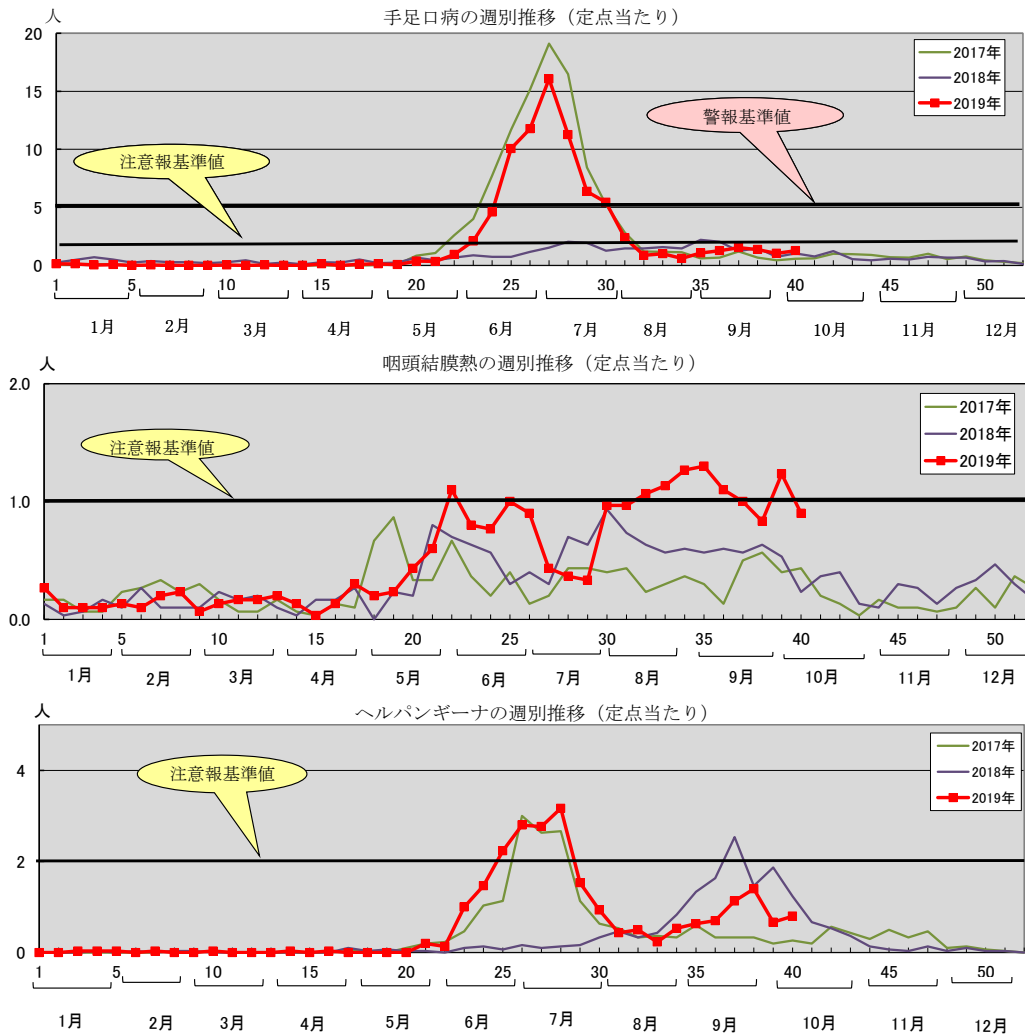 手足口病の週別推移（定点当たり）
人
20
15
10
5
0
2017年
2018年
2019年
警報基準値
注意報基準値
1 5 10 15 20 25 30 35 40 45 50
1月 2月 3月 4月 5月 6月 7月 8月 9月 10月 11月 12月
咽頭結膜熱の週別推移（定点当たり）
人
2.0
1.0
0.0
2017年
2018年
2019年
注意報基準値
1 5 10 15 20 25 30 35 40 45 50
1月 2月 3月 4月 5月 6月 7月 8月 9月 10月 11月 12月
ヘルパンギーナの週別推移（定点当たり）
人
4
2
0
2017年
2018年
2019年
注意報基準値
1 5 10 15 20 25 30 35 40 45 50
1月 2月 3月 4月 5月 6月 7月 8月 9月 10月 11月 12月